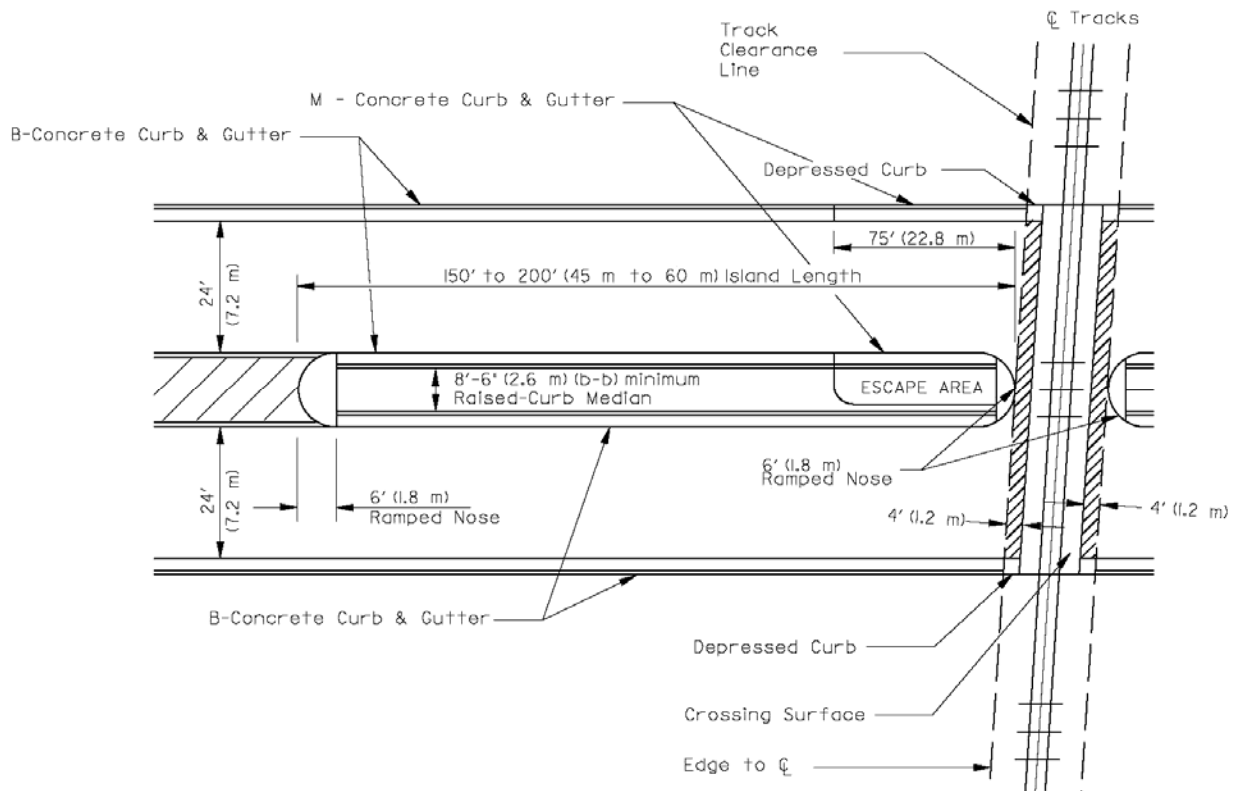 ℄ Tracks
Track
Clearance
Line
M - Concrete Curb & Gutter
B-Concrete Curb & Gutter
Depressed Curb
75' (22.8 m)
150' to 200' (45 m to 60 m) Island Length
24'
(7.2 m)
8'-6" (2.6 m) (b-b) minimum
Raised-Curb Median
ESCAPE AREA
6' (1.8 m)
Ramped Nose
24'
(7.2 m)
6' (1.8 m)
Ramped Nose
4' (1.2 m)
4' (1.2 m)
B-Concrete Curb & Gutter
Depressed Curb
Crossing Surface
Edge to ℄